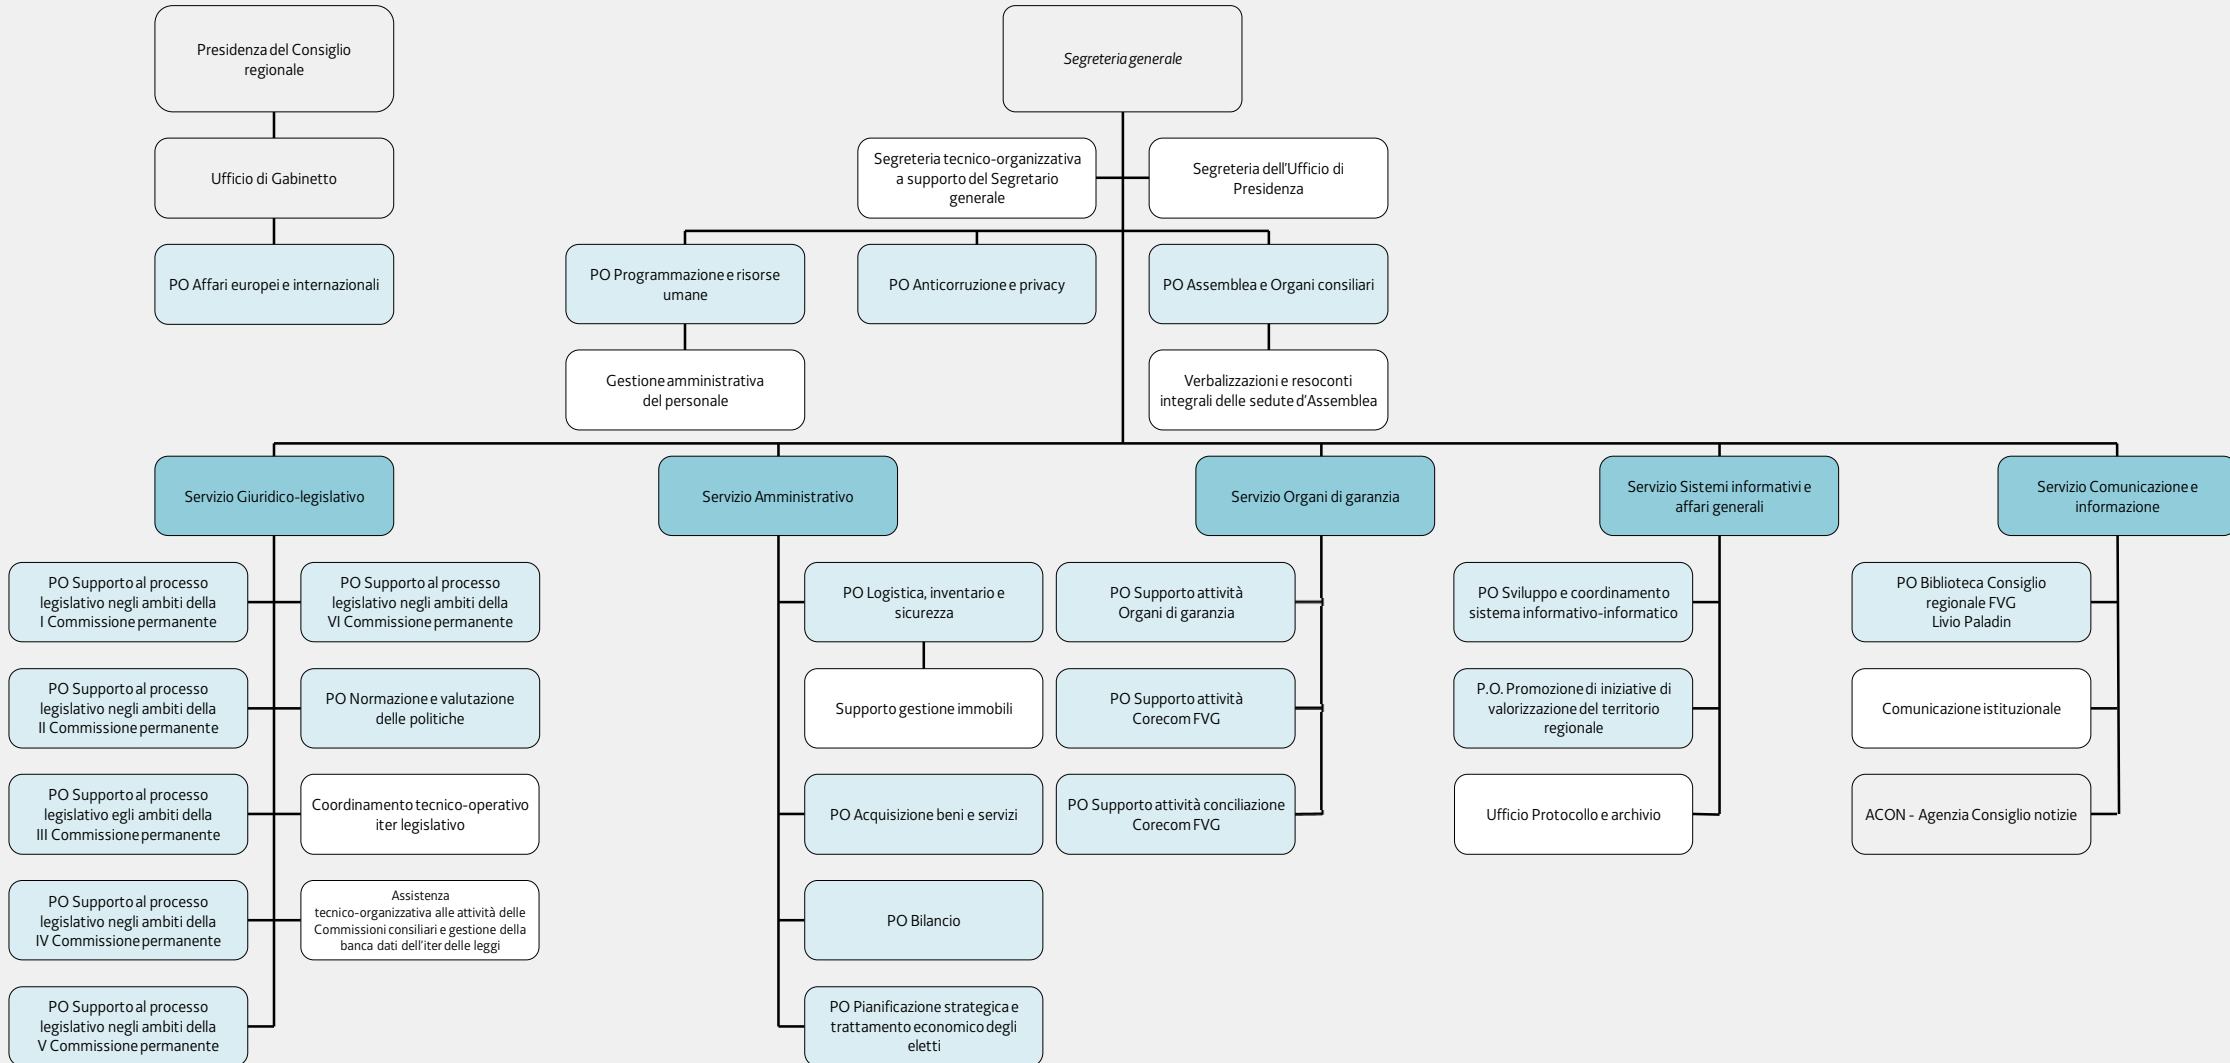 Presidenza del Consiglio
regionale
Segreteria generale
Ufficio di Gabinetto
Segreteria tecnico-organizzativa
a supporto del Segretario
generale
Segreteria dell'Ufficio di
Presidenza
PO Affari europei e internazionali
PO Programmazione e risorse
umane
PO Anticorruzione e privacy
PO Assemblea e Organi consiliari
Gestione amministrativa
del personale
Verbalizzazioni e resoconti
integrali delle sedute d'Assemblea
Servizio Giuridico-legislativo
Servizio Amministrativo
Servizio Organi di garanzia
Servizio Sistemi informativi e
affari generali
Servizio Comunicazione e
informazione
PO Supporto al processo
legislativo negli ambiti della
I Commissione permanente
PO Supporto al processo
legislativo negli ambiti della
VI Commissione permanente
PO Logistica, inventario e
sicurezza
PO Supporto attività
Organi di garanzia
PO Sviluppo e coordinamento
sistema informativo-informatico
PO Biblioteca Consiglio
regionale FVG
Livio Paladin
PO Supporto al processo
legislativo negli ambiti della
II Commissione permanente
PO Normazione e valutazione
delle politiche
Supporto gestione immobili
PO Supporto attività
Corecom FVG
P.O. Promozione di iniziative di
valorizzazione del territorio
regionale
Comunicazione istituzionale
PO Supporto al processo
legislativo egli ambiti della
III Commissione permanente
Coordinamento tecnico-operativo
iter legislativo
PO Acquisizione beni e servizi
PO Supporto attività conciliazione
Corecom FVG
Ufficio Protocollo e archivio
ACON - Agenzia Consiglio notizie
PO Supporto al processo
legislativo negli ambiti della
IV Commissione permanente
Assistenza
tecnico-organizzativa alle attività delle
Commissioni consiliari e gestione della
banca dati dell'iter delle leggi
PO Bilancio
PO Supporto al processo
legislativo negli ambiti della
V Commissione permanente
PO Pianificazione strategica e
trattamento economico degli
eletti